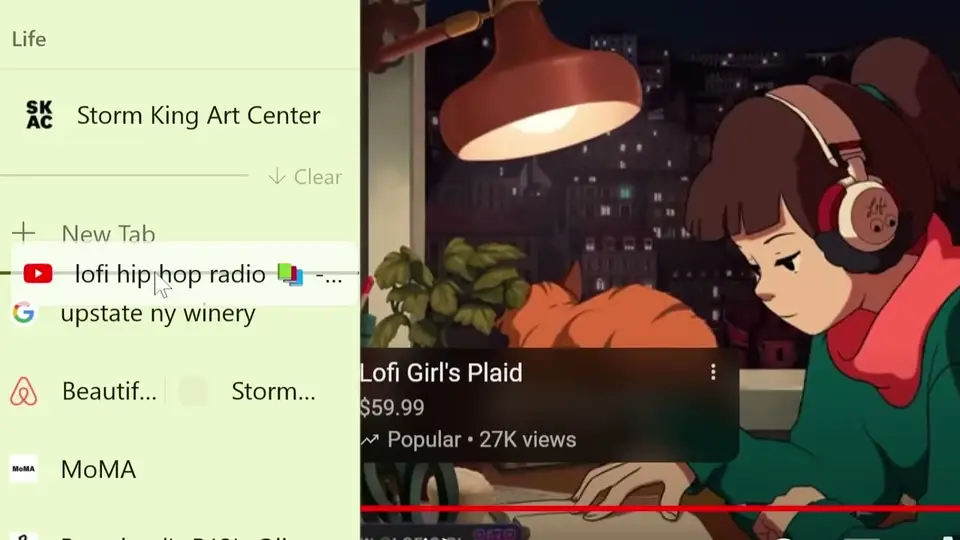 Life
SK
AC
Storm King Art Center
Clear
New Tab
lofi hip hop radio 📚 -...
upstate ny winery
Beautif...
Storm...
MoMA
MoMA
Lofi Girl's Plaid
$59.99
Popular • 27K views